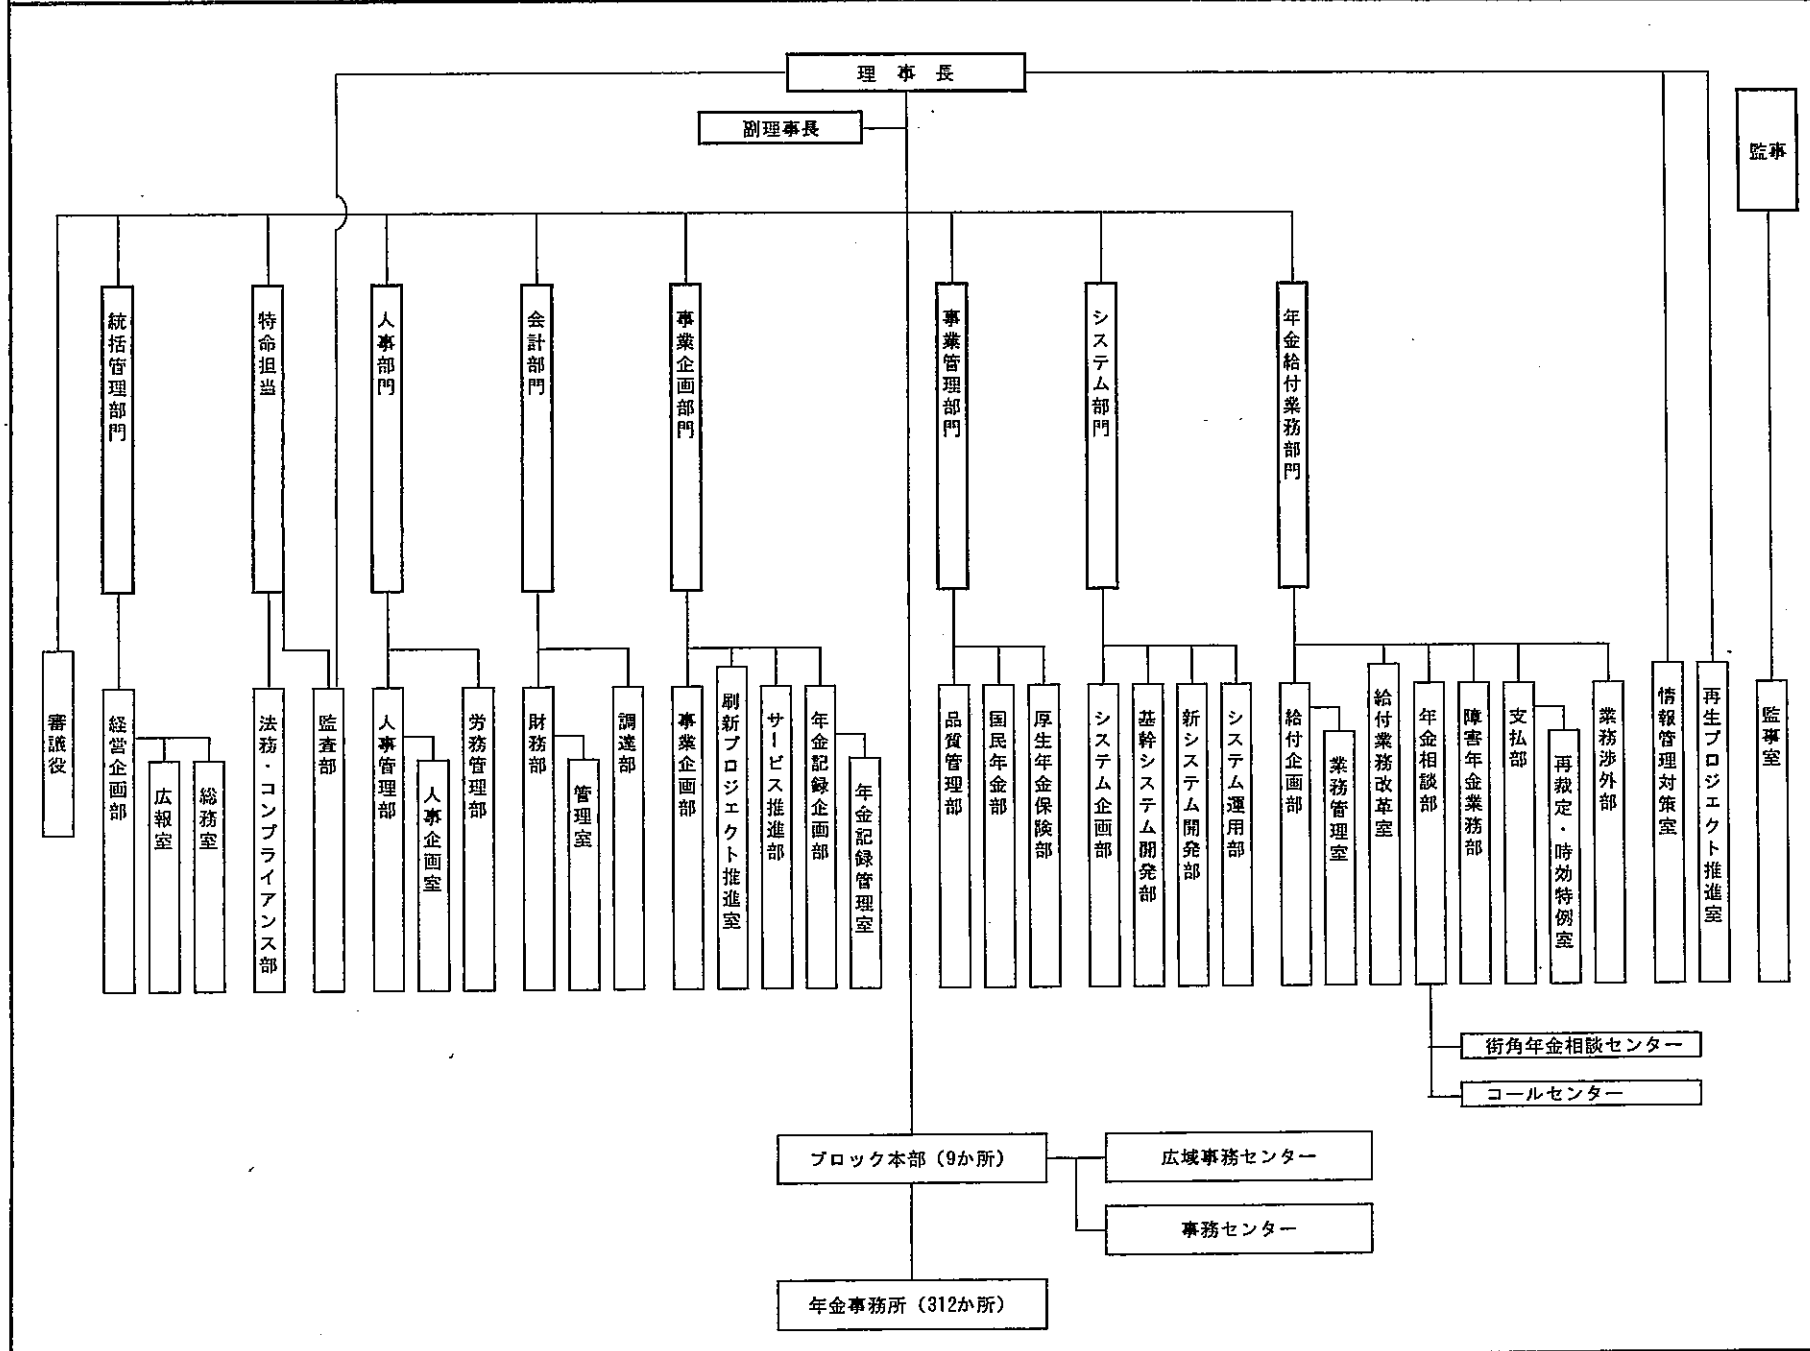 理事長
副理事長
監事
統括管理部門
特命担当
人事部門
会計部門
事業企画部門
事業管理部門
システム部門
年金給付業務部門
審議役
経営企画部
広報室
総務室
法務・コンプライアンス部
監査部
人事管理部
人事企画室
労務管理部
財務部
管理室
調達部
事業企画部
刷新プロジェクト推進室
サービス推進部
年金記録企画部
年金記録管理室
品質管理部
国民年金部
厚生年金保険部
システム企画部
基幹システム開発部
新システム開発部
システム運用部
給付企画部
業務管理室
給付業務改革室
年金相談部
障害年金業務部
支払部
再裁定・時効特例室
業務渉外部
情報管理対策室
再生プロジェクト推進室
監事室
街角年金相談センター
コールセンター
ブロック本部（9か所）
広域事務センター
事務センター
年金事務所（312か所）